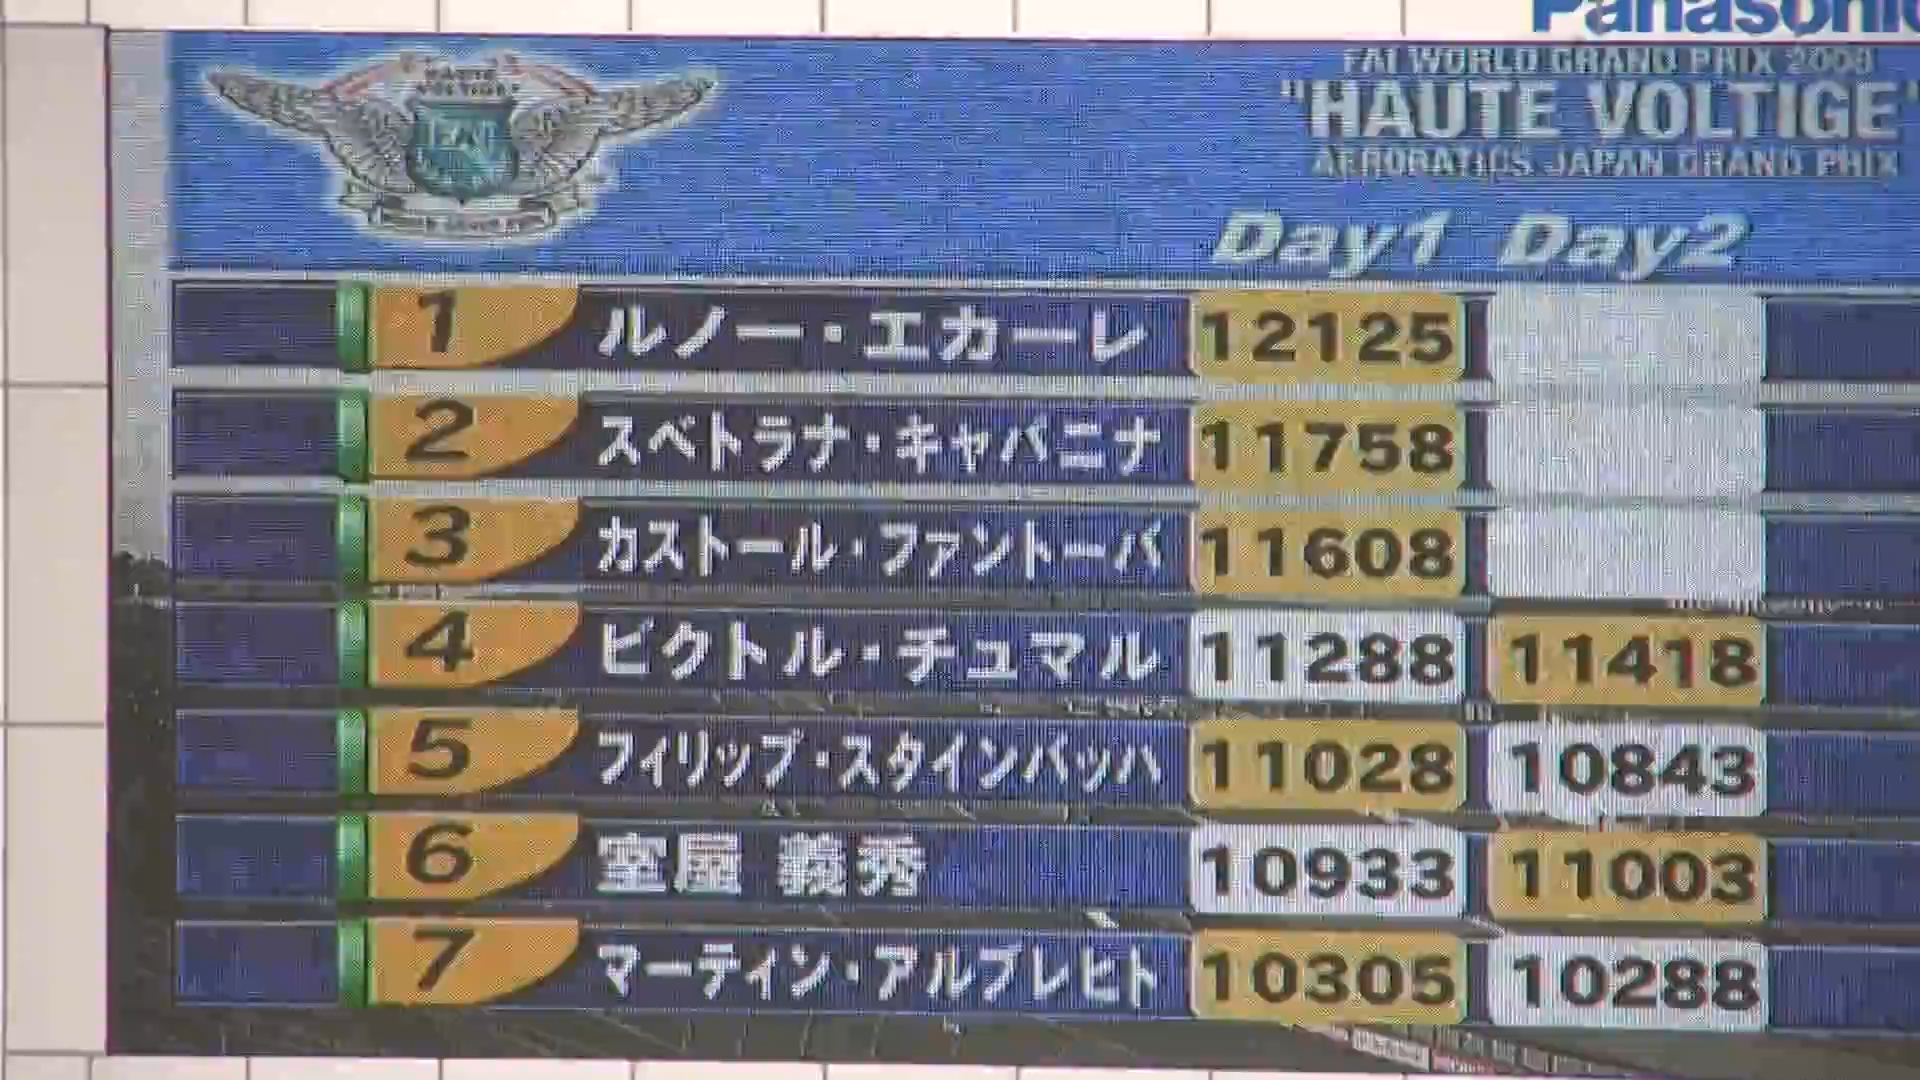 Panasonic
FAI WORLD GRAND PRIX 2008
"HAUTE VOLTIGE"
AEROBATICS JAPAN GRAND PRIX
Day1 Day2
1 ルノー・エカーレ 12125
2 スベトラナ・キャパニナ 11758
3 カストール・ファントーバ 11608
4 ビクトル・チュマル 11288 11418
5 フィリップ・スタインバッハ 11028 10843
6 室屋 義秀 10933 11003
7 マーティン・アルブレヒト 10305 10288